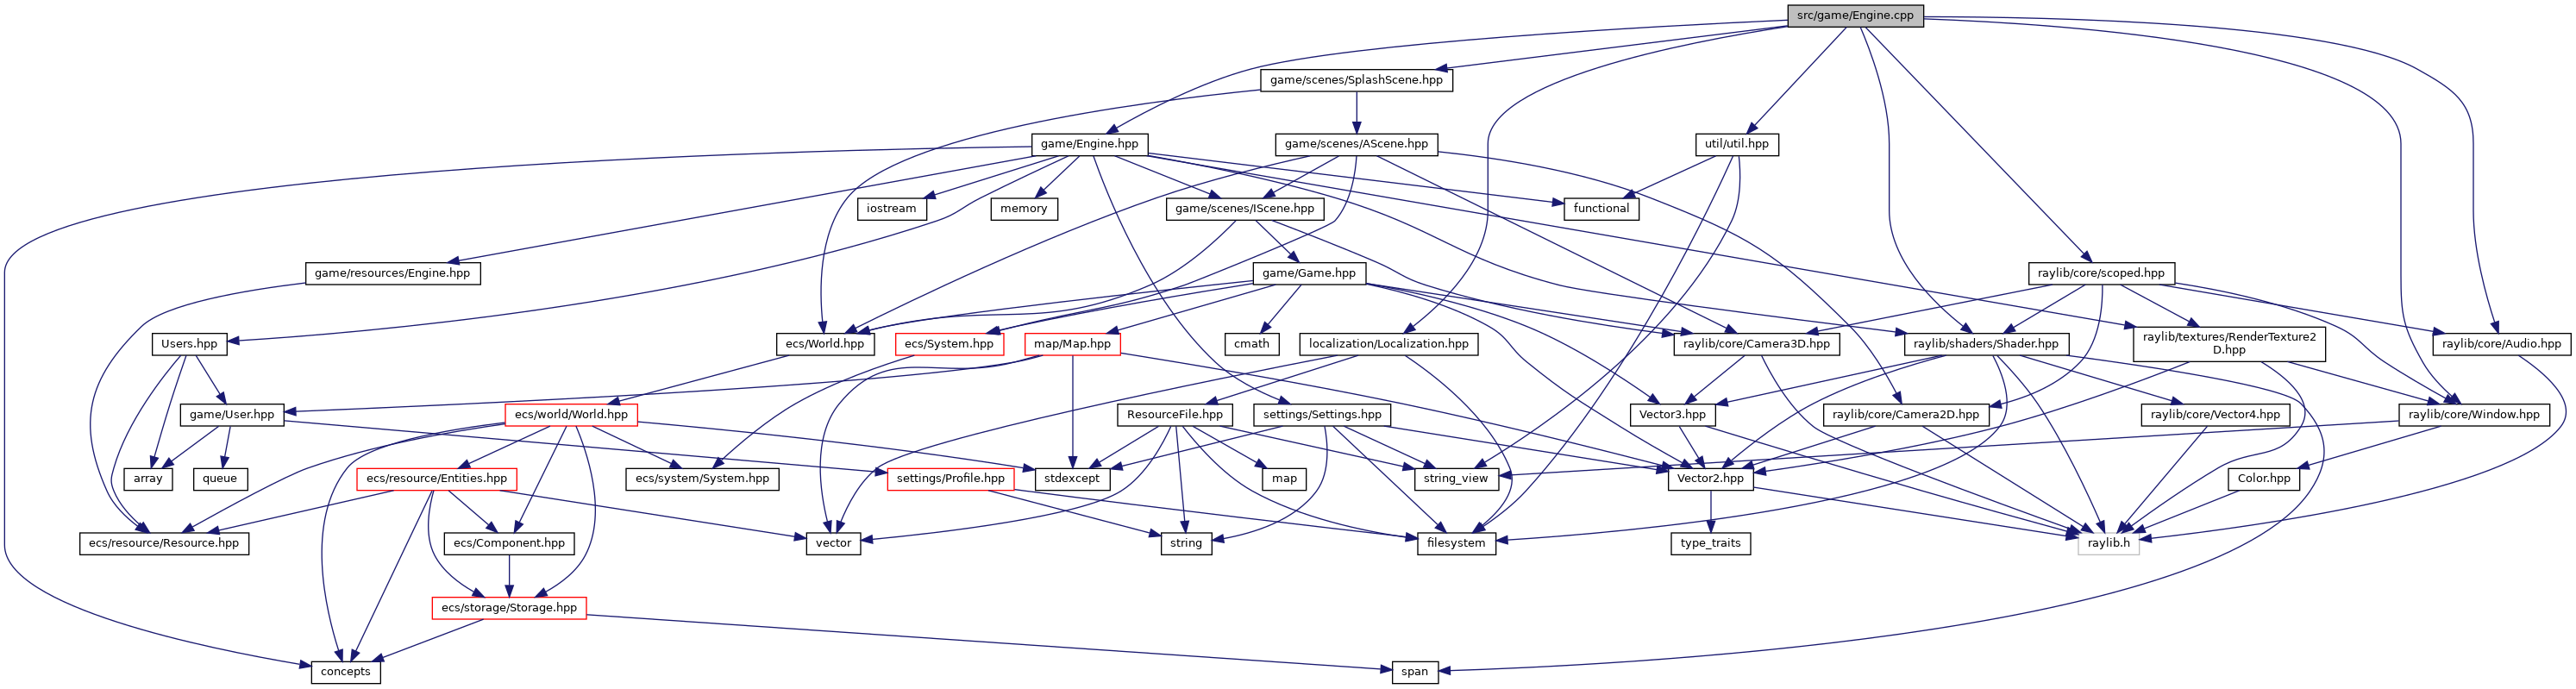 src/game/Engine.cpp
game/scenes/SplashScene.hpp
game/Engine.hpp
game/scenes/AScene.hpp
util/util.hpp
iostream
memory
game/scenes/IScene.hpp
functional
game/resources/Engine.hpp
game/Game.hpp
raylib/core/scoped.hpp
Users.hpp
ecs/World.hpp
ecs/System.hpp
map/Map.hpp
cmath
localization/Localization.hpp
raylib/core/Camera3D.hpp
raylib/shaders/Shader.hpp
raylib/textures/RenderTexture2
D.hpp
raylib/core/Audio.hpp
game/User.hpp
ecs/world/World.hpp
ResourceFile.hpp
settings/Settings.hpp
Vector3.hpp
raylib/core/Camera2D.hpp
raylib/core/Vector4.hpp
raylib/core/Window.hpp
array
queue
ecs/resource/Entities.hpp
ecs/system/System.hpp
settings/Profile.hpp
stdexcept
map
string_view
Vector2.hpp
Color.hpp
ecs/resource/Resource.hpp
ecs/Component.hpp
vector
string
filesystem
type_traits
raylib.h
ecs/storage/Storage.hpp
concepts
span